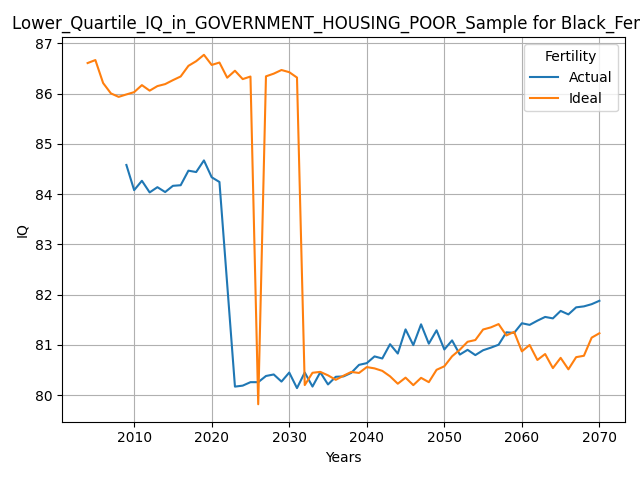 Lower_Quartile_IQ_in_GOVERNMENT_HOUSING_POOR_Sample for Black_Fer
87
86
85
84
83
82
81
80
IQ
Fertility
Actual
Ideal
2010 2020 2030 2040 2050 2060 2070
Years